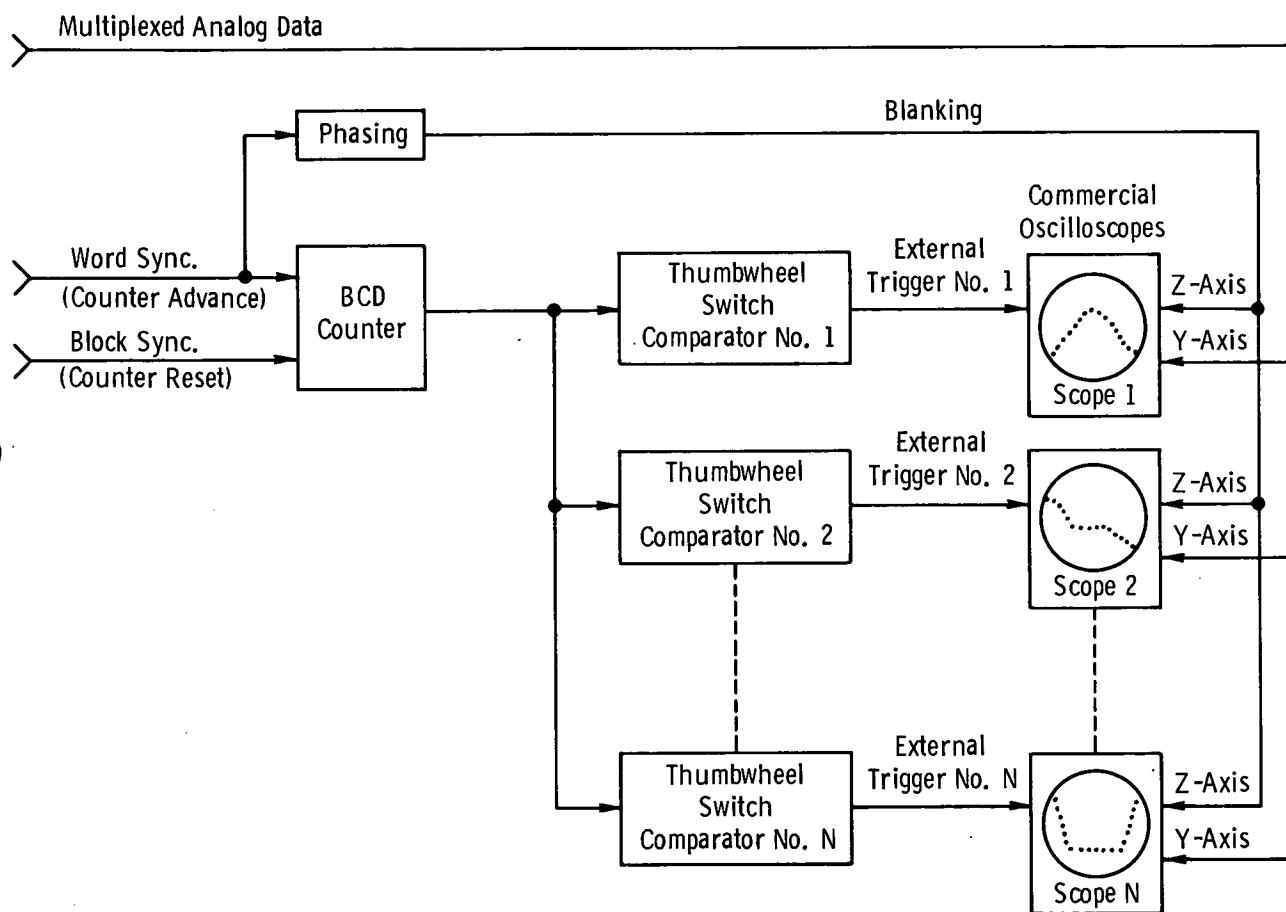 Multiplexed Analog Data
Blanking
Phasing
Commercial
Oscilloscopes
Word Sync.
(Counter Advance)
Block Sync.
(Counter Reset)
BCD
Counter
Thumbwheel
Switch
Comparator No. 1
External
Trigger No. 1
Z-Axis
Y-Axis
Scope 1
Thumbwheel
Switch
Comparator No. 2
External
Trigger No. 2
Z-Axis
Y-Axis
Scope 2
Thumbwheel
Switch
Comparator No. N
External
Trigger No. N
Z-Axis
Y-Axis
Scope N